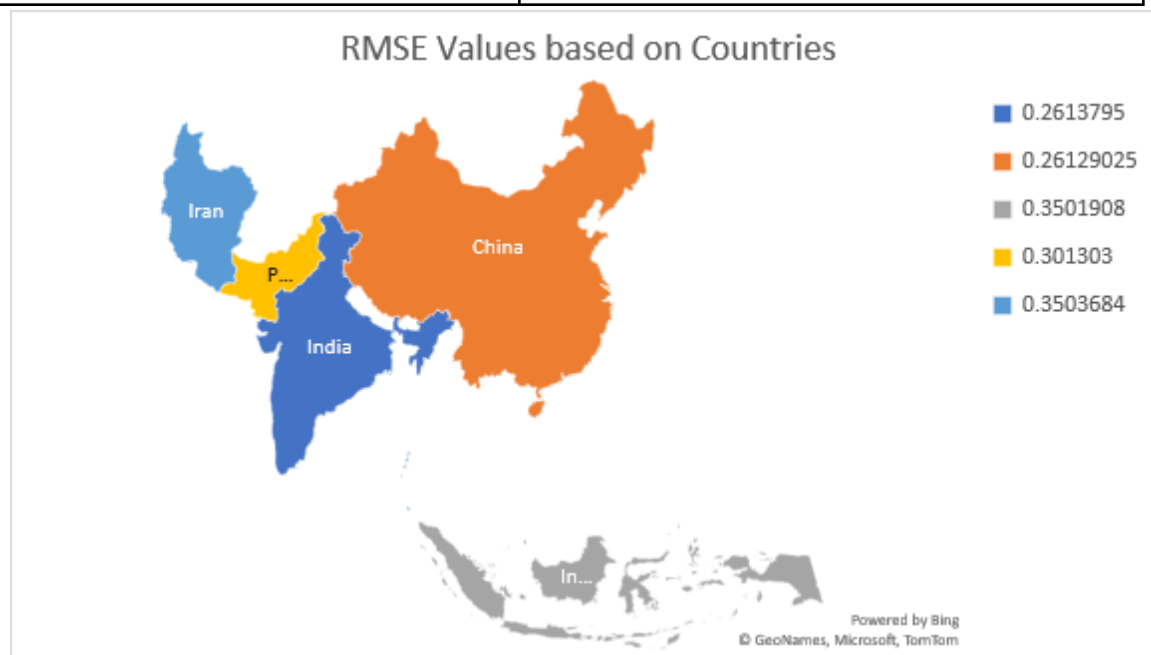 RMSE Values based on Countries
0.2613795
0.26129025
0.3501908
0.301303
0.3503684
Iran
China
P...
India
In...
Powered by Bing
© GeoNames, Microsoft, TomTom